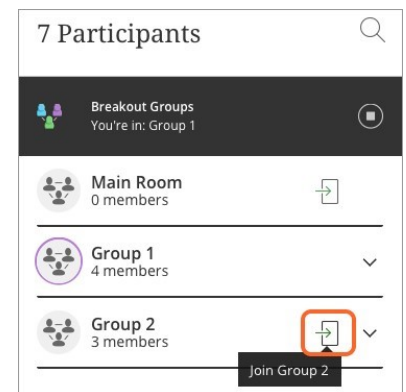 7 Participants
Breakout Groups
You're in: Group 1
Main Room
0 members
Group 1
4 members
Group 2
3 members
Join Group 2